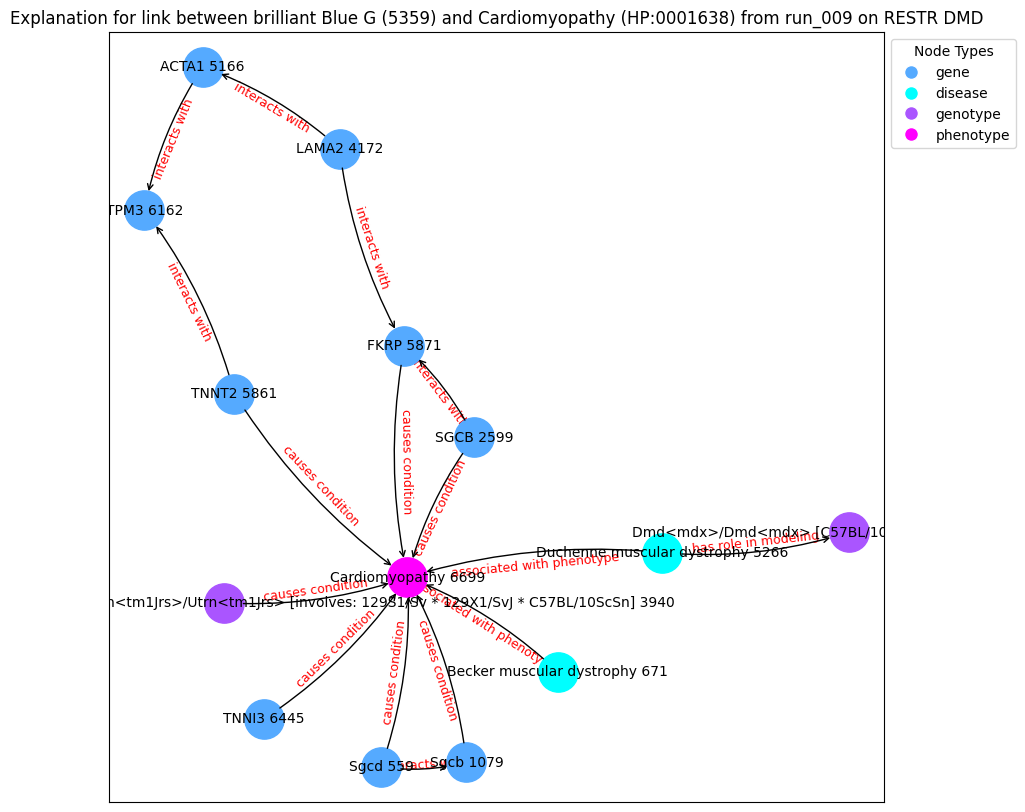 Explanation for link between brilliant Blue G (5359) and Cardiomyopathy (HP:0001638) from run_009 on RESTR DMD
Node Types
gene
disease
genotype
phenotype
ACTA1 5166
interacts with
LAMA2 4172
interacts with
TPM3 6162
interacts with
interacts with
FKRP 5871
interacts with
TNNT2 5861
SGCB 2599
causes condition
causes condition
causes condition
Dmd<mdx>/Dmd<mdx> [C57BL/10
has role in modeling
Duchenne muscular dystrophy 5266
associated with phenotype
Cardiomyopathy 6699
causes condition
n<tm1Jrs>/Utrn<tm1Jrs> [involves: 129S1/Sv * 129X1/SvJ * C57BL/10ScSn] 3940
associated with phenotype
Becker muscular dystrophy 671
causes condition
causes condition
causes condition
TNNI3 6445
Sgcd 559
Sgcb 1079